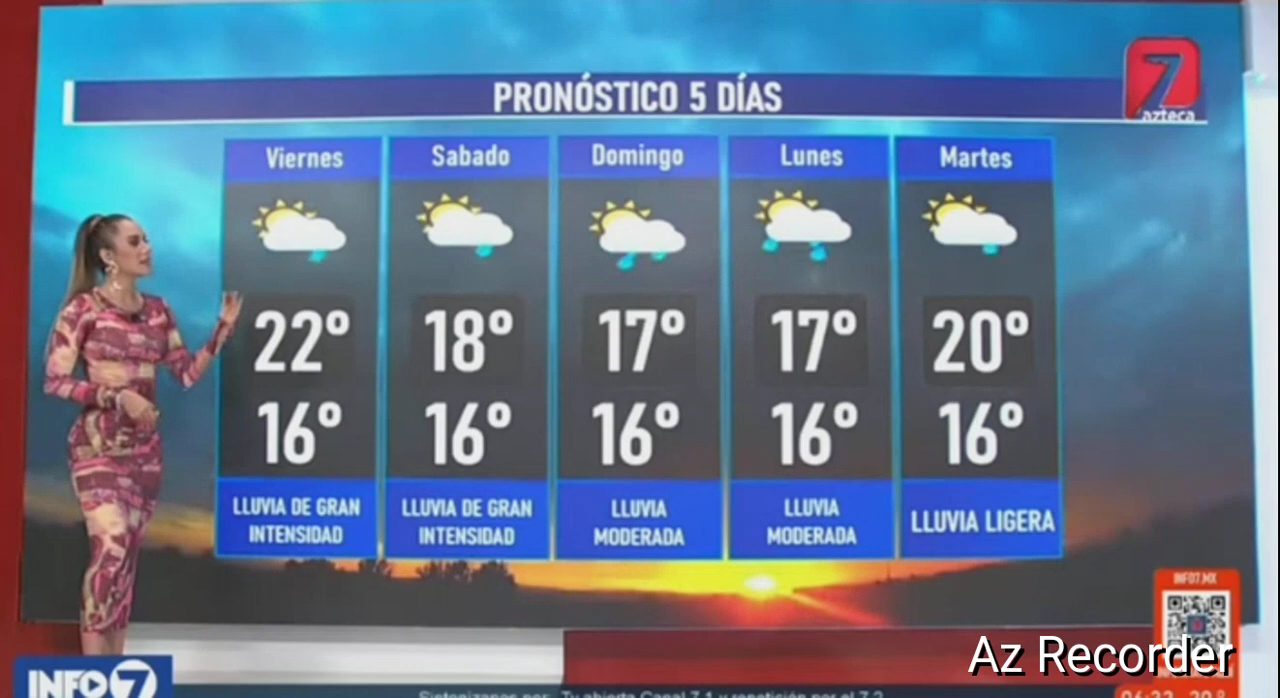 PRONÓSTICO 5 DÍAS
7
azteca
Viernes
Sabado
Domingo
Lunes
Martes
22°
18°
17°
17°
20°
16°
16°
16°
16°
16°
LLUVIA DE GRAN
INTENSIDAD
LLUVIA DE GRAN
INTENSIDAD
LLUVIA
MODERADA
LLUVIA
MODERADA
LLUVIA LIGERA
INFO7.MX
Az Recorder
INFO 7